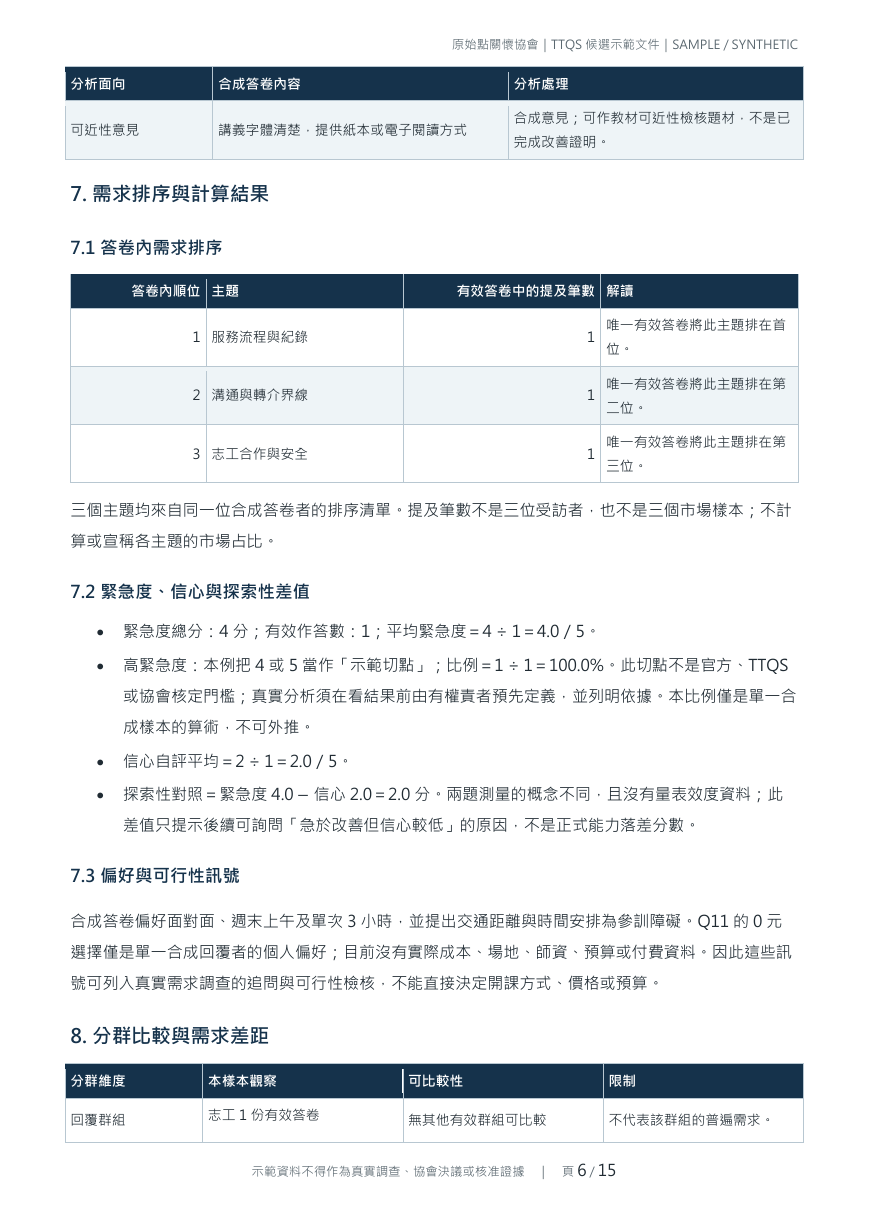 原始點關懷協會 | TTQS 候選示範文件 | SAMPLE / SYNTHETIC
分析面向 合成答卷內容 分析處理
可近性意見 講義字體清楚，提供紙本或電子閱讀方式 合成意見；可作教材可近性檢核題材，不是已
完成改善證明。
7. 需求排序與計算結果
7.1 答卷內需求排序
答卷內順位 主題 有效答卷中的提及筆數 解讀
1 服務流程與紀錄 1 唯一有效答卷將此主題排在首
位。
2 溝通與轉介界線 1 唯一有效答卷將此主題排在第
二位。
3 志工合作與安全 1 唯一有效答卷將此主題排在第
三位。
三個主題均來自同一位合成答卷者的排序清單。提及筆數不是三位受訪者，也不是三個市場樣本；不計
算或宣稱各主題的市場占比。
7.2 緊急度、信心與探索性差值
• 緊急度總分：4 分；有效作答數：1；平均緊急度 = 4 ÷ 1 = 4.0 / 5。
• 高緊急度：本例把 4 或 5 當作「示範切點」；比例 = 1 ÷ 1 = 100.0%。此切點不是官方、TTQS
或協會核定門檻；真實分析須在看結果前由有權責者預先定義，並列明依據。本比例僅是單一合
成樣本的算術，不可外推。
• 信心自評平均 = 2 ÷ 1 = 2.0 / 5。
• 探索性對照 = 緊急度 4.0 − 信心 2.0 = 2.0 分。兩題測量的概念不同，且沒有量表效度資料；此
差值只提示後續可詢問「急於改善但信心較低」的原因，不是正式能力落差分數。
7.3 偏好與可行性訊號
合成答卷偏好面對面、週末上午及單次 3 小時，並提出交通距離與時間安排為參訓障礙。Q11 的 0 元
選擇僅是單一合成回覆者的個人偏好；目前沒有實際成本、場地、師資、預算或付費資料。因此這些訊
號可列入真實需求調查的追問與可行性檢核，不能直接決定開課方式、價格或預算。
8. 分群比較與需求差距
分群維度 本樣本觀察 可比較性 限制
回覆群組 志工 1 份有效答卷 無其他有效群組可比較 不代表該群組的普遍需求。
示範資料不得作為真實調查、協會決議或核准證據 | 頁 6 / 15